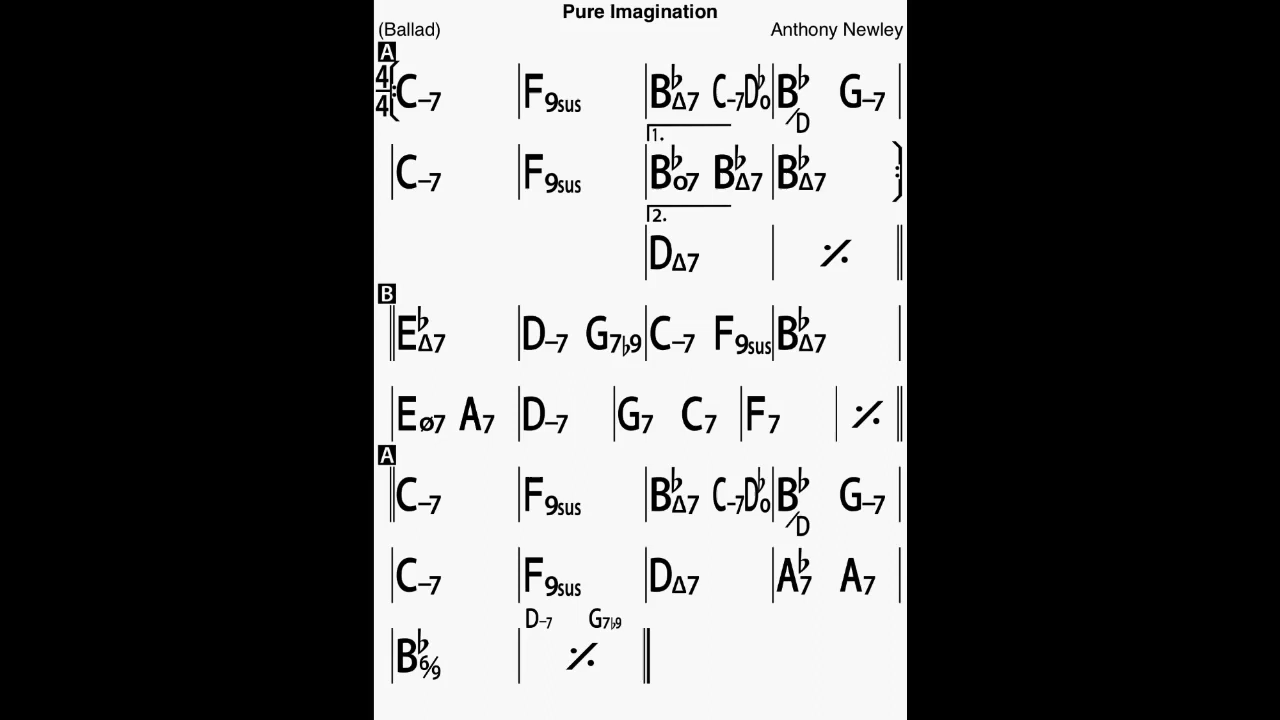 Pure Imagination
(Ballad) Anthony Newley
A
4/4 C–7 F9sus B♭Δ7 C–7 D♭o B♭/D G–7
1.
C–7 F9sus B♭o7 B♭Δ7 B♭Δ7
2.
DΔ7 𝄎
B
E♭Δ7 D–7 G7♭9 C–7 F9sus B♭Δ7
Eø7 A7 D–7 G7 C7 F7 𝄎
A
C–7 F9sus B♭Δ7 C–7 D♭o B♭/D G–7
C–7 F9sus DΔ7 A♭7 A7
D–7 G7♭9
B♭6/9 𝄎